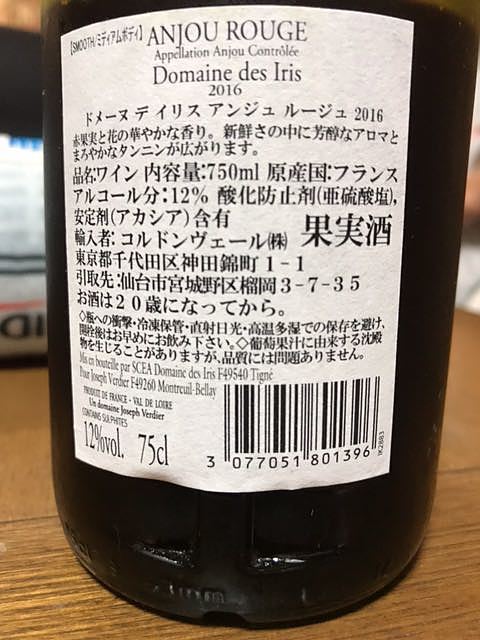 【SMOOTH/ミディアムボディ】 ANJOU ROUGE
Appellation Anjou Contrôlée
Domaine des Iris
2016
ドメーヌ デ イリス アンジュ ルージュ 2016
赤果実と花の華やかな香り。新鮮さの中に芳醇なアロマと
まろやかなタンニンが広がります。
品名:ワイン 内容量:750ml 原産国:フランス
アルコール分:12% 酸化防止剤(亜硫酸塩),
安定剤(アカシア)含有 果実酒
輸入者:コルドンヴェール㈱
東京都千代田区神田錦町1-1
引取先:仙台市宮城野区榴岡3-7-35
お酒は20歳になってから。
◇瓶への衝撃・冷凍保管・直射日光・高温多湿での保存を避け、
開栓後はお早めにお飲み下さい。◇葡萄果汁に由来する沈殿
物を生じることがありますが、品質には問題ありません。
Mis en bouteille par SCEA Domaine des Iris F49540 Tigné
Pour Joseph Verdier F49260 Montreuil-Bellay
PRODUIT DE FRANCE - VAL DE LOIRE
Un domaine Joseph Verdier
CONTAINS SULPHITES
12%vol. 75cl
3 077051 801396
IK2883